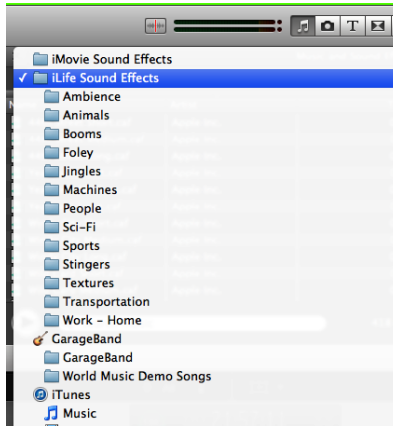 T
iMovie Sound Effects
✓ iLife Sound Effects
Ambience
Animals
Booms
Foley
Jingles
Machines
People
Sci-Fi
Sports
Stingers
Textures
Transportation
Work – Home
GarageBand
GarageBand
World Music Demo Songs
iTunes
Music